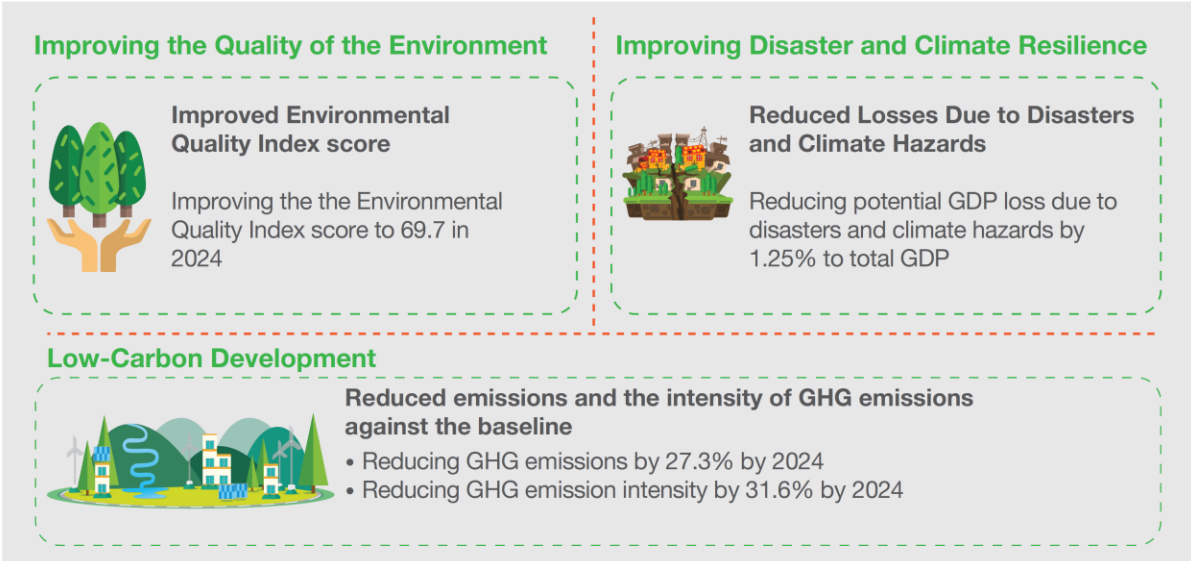 Improving the Quality of the Environment
Improved Environmental
Quality Index score
Improving the the Environmental
Quality Index score to 69.7 in
2024
Improving Disaster and Climate Resilience
Reduced Losses Due to Disasters
and Climate Hazards
Reducing potential GDP loss due to
disasters and climate hazards by
1.25% to total GDP
Low-Carbon Development
Reduced emissions and the intensity of GHG emissions
against the baseline
• Reducing GHG emissions by 27.3% by 2024
• Reducing GHG emission intensity by 31.6% by 2024